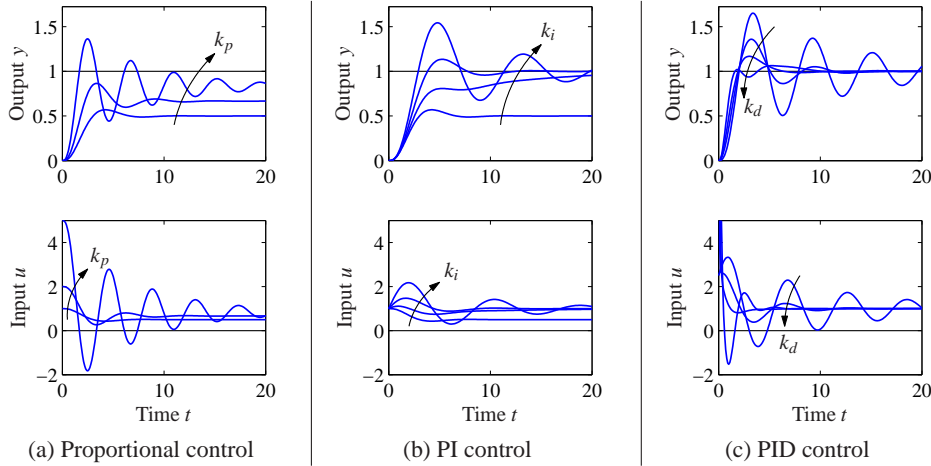 1.5
1
0.5
0
0 10 20
Output y
k_p
1.5
1
0.5
0
0 10 20
Output y
k_i
1.5
1
0.5
0
0 10 20
Output y
k_d
4
2
0
−2
0 10 20
Input u
Time t
k_p
4
2
0
−2
0 10 20
Input u
Time t
k_i
4
2
0
−2
0 10 20
Input u
Time t
k_d
(a) Proportional control
(b) PI control
(c) PID control